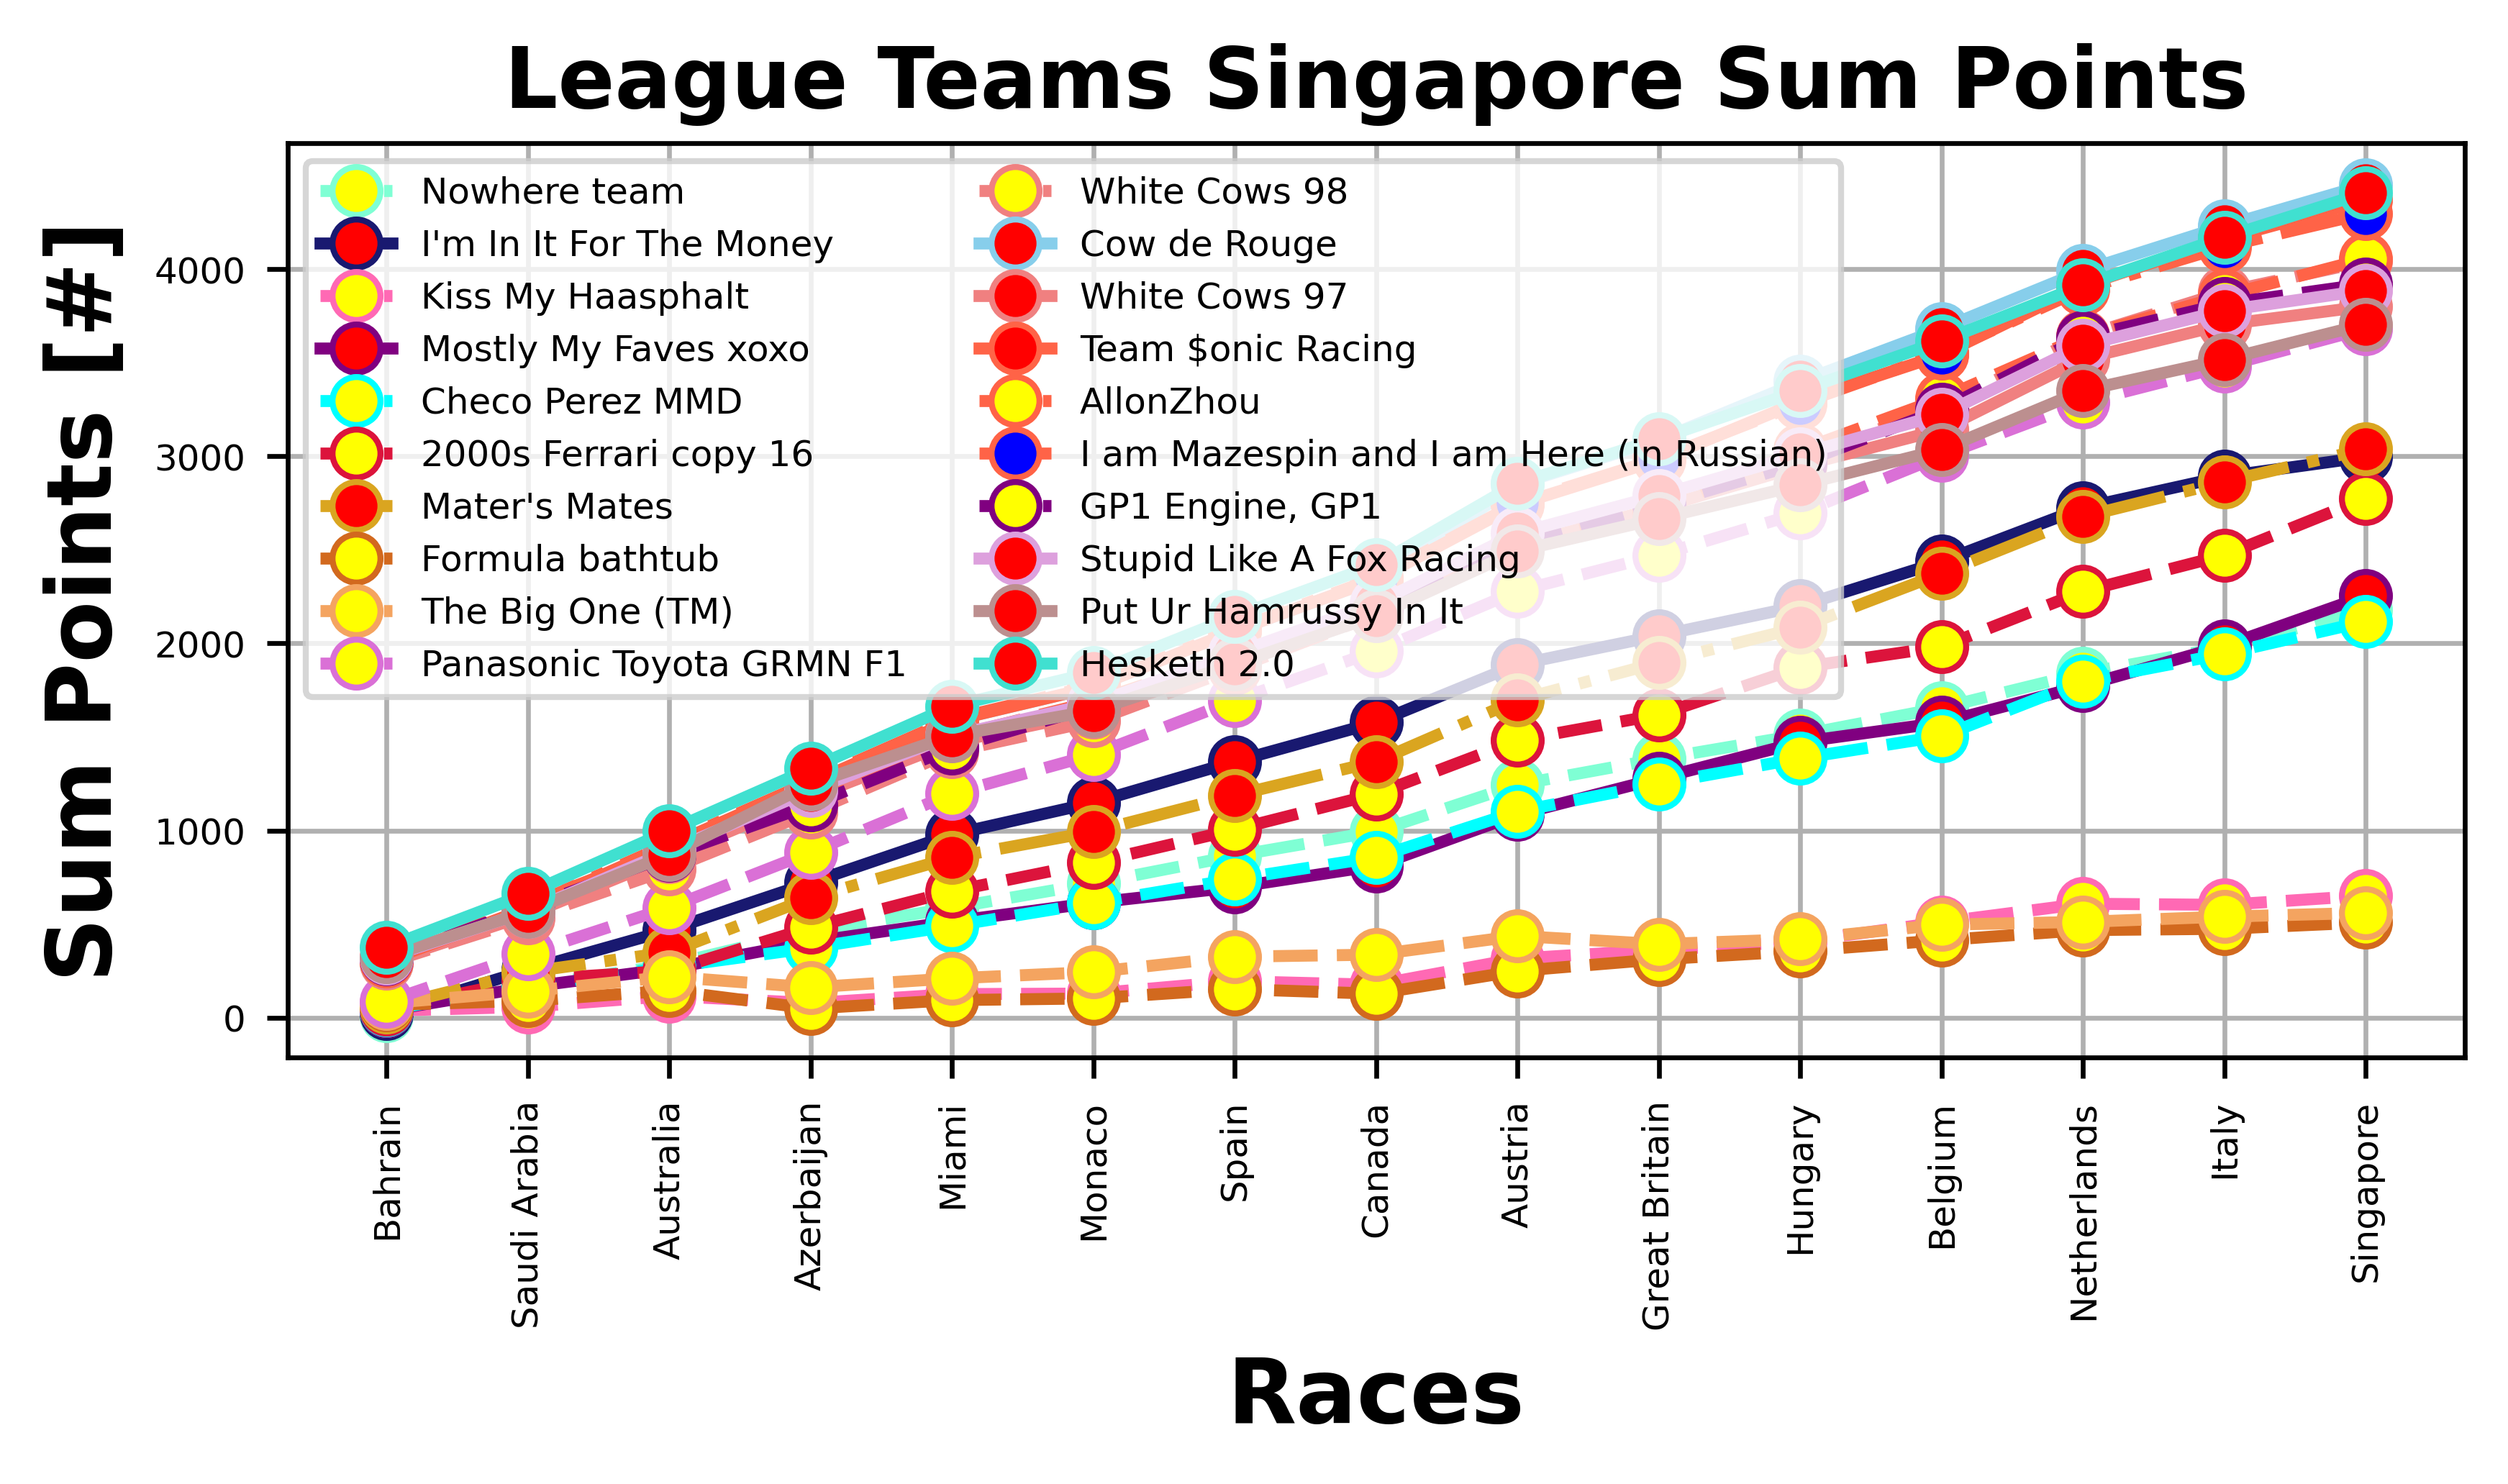 League Teams Singapore Sum Points
Sum Points [#]
4000
3000
2000
1000
0
Nowhere team
I'm In It For The Money
Kiss My Haasphalt
Mostly My Faves xoxo
Checo Perez MMD
2000s Ferrari copy 16
Mater's Mates
Formula bathtub
The Big One (TM)
Panasonic Toyota GRMN F1
White Cows 98
Cow de Rouge
White Cows 97
Team $onic Racing
AllonZhou
I am Mazespin and I am Here (in Russian)
GP1 Engine, GP1
Stupid Like A Fox Racing
Put Ur Hamrussy In It
Hesketh 2.0
Bahrain
Saudi Arabia
Australia
Azerbaijan
Miami
Monaco
Spain
Canada
Austria
Great Britain
Hungary
Belgium
Netherlands
Italy
Singapore
Races